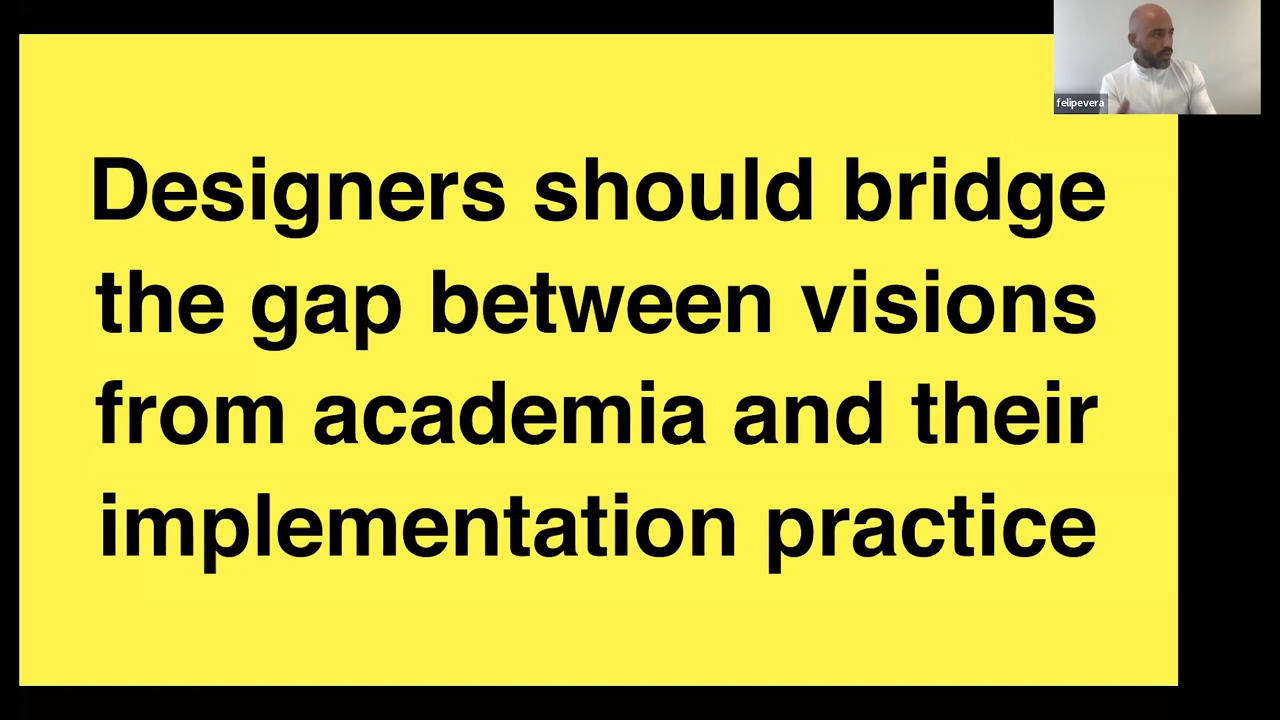 felipevera
Designers should bridge
the gap between visions
from academia and their
implementation practice